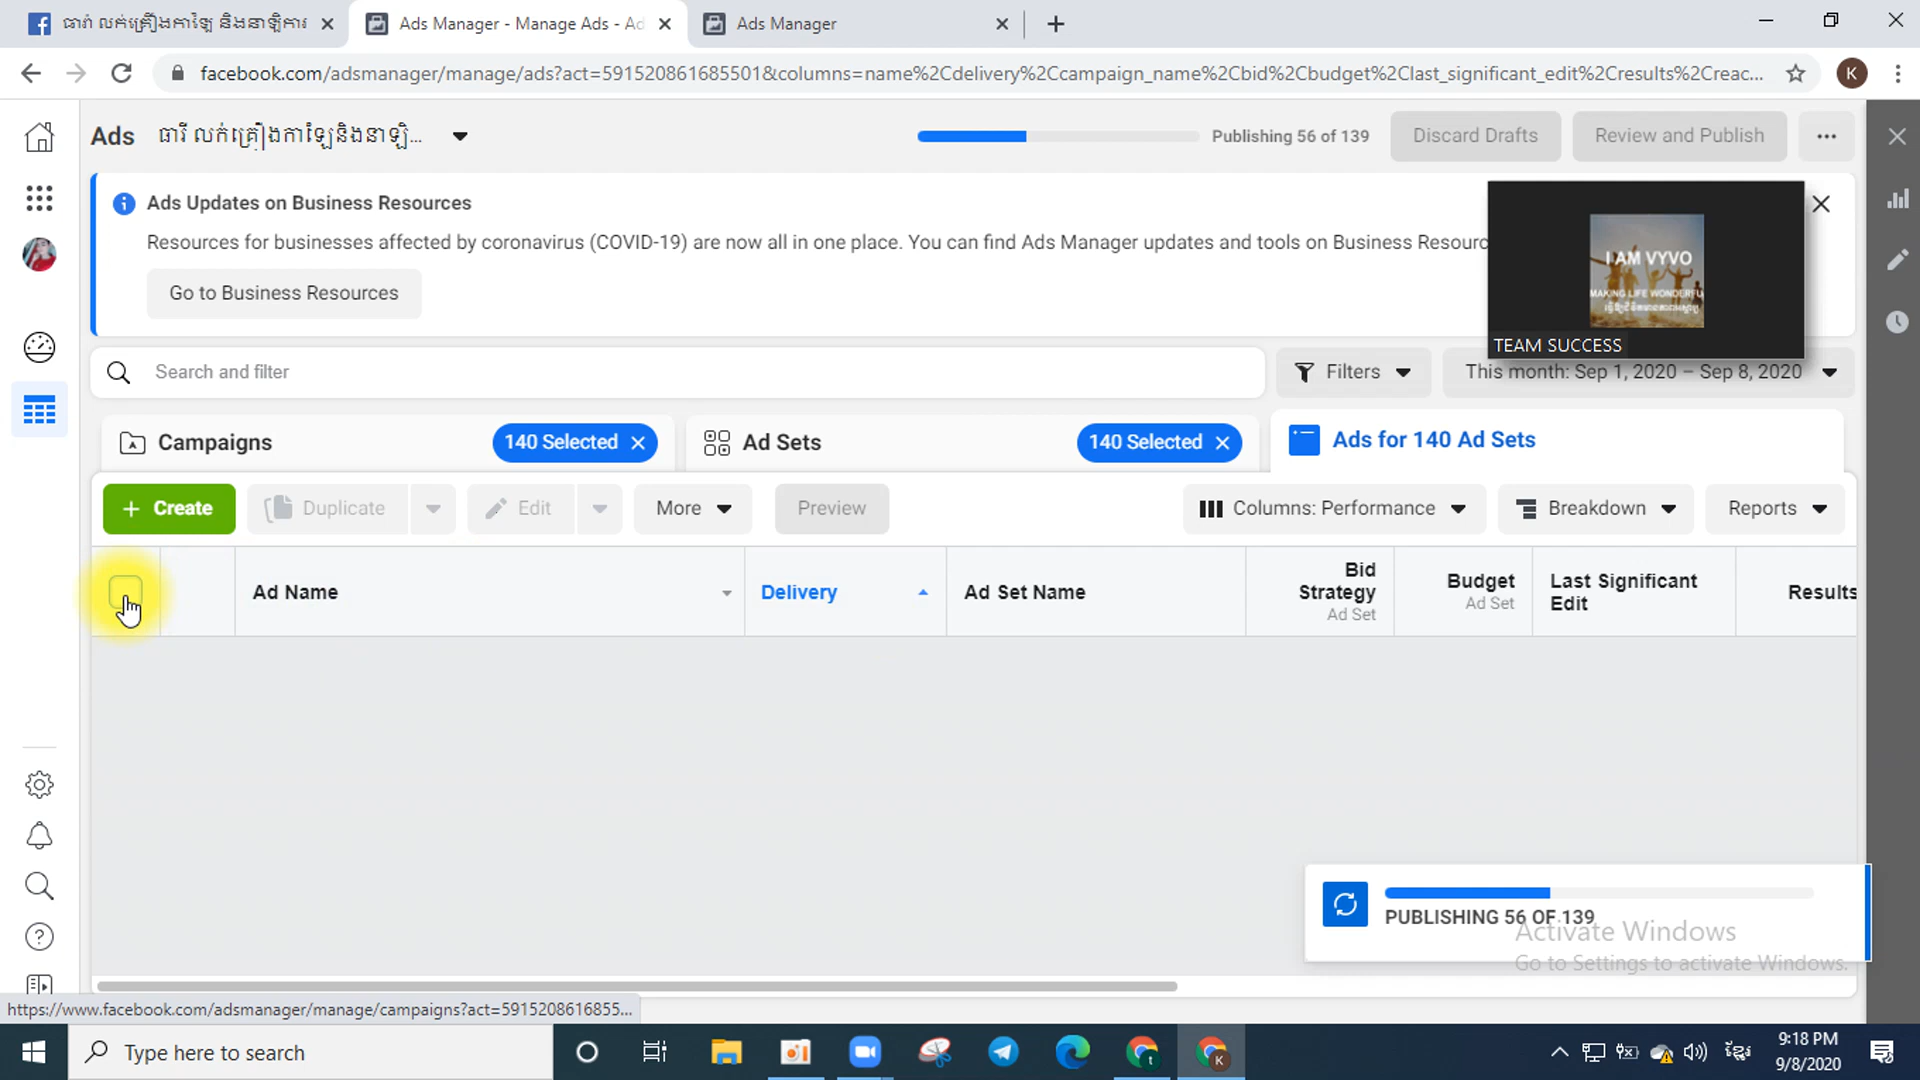 ធារ៉ា លក់គ្រឿងកាឡៃ និងនាឡិការ
Ads Manager - Manage Ads - Ad
Ads Manager
facebook.com/adsmanager/manage/ads?act=591520861685501&columns=name%2Cdelivery%2Ccampaign_name%2Cbid%2Cbudget%2Clast_significant_edit%2Cresults%2Creac...
K
Ads
ធារី លក់គ្រឿងកាឡៃនិងនាឡិ...
Publishing 56 of 139
Discard Drafts
Review and Publish
Ads Updates on Business Resources
Resources for businesses affected by coronavirus (COVID-19) are now all in one place. You can find Ads Manager updates and tools on Business Resourc
Go to Business Resources
I AM VYVO
MAKING LIFE WONDERFU
TEAM SUCCESS
Search and filter
Filters
This month: Sep 1, 2020 – Sep 8, 2020
Campaigns
140 Selected
Ad Sets
140 Selected
Ads for 140 Ad Sets
+ Create
Duplicate
Edit
More
Preview
Columns: Performance
Breakdown
Reports
Ad Name
Delivery
Ad Set Name
Bid Strategy
Ad Set
Budget
Ad Set
Last Significant Edit
Results
PUBLISHING 56 OF 139
Activate Windows
Go to Settings to activate Windows.
https://www.facebook.com/adsmanager/manage/campaigns?act=5915208616855...
Type here to search
t
K
ខ្មែរ
9:18 PM
9/8/2020